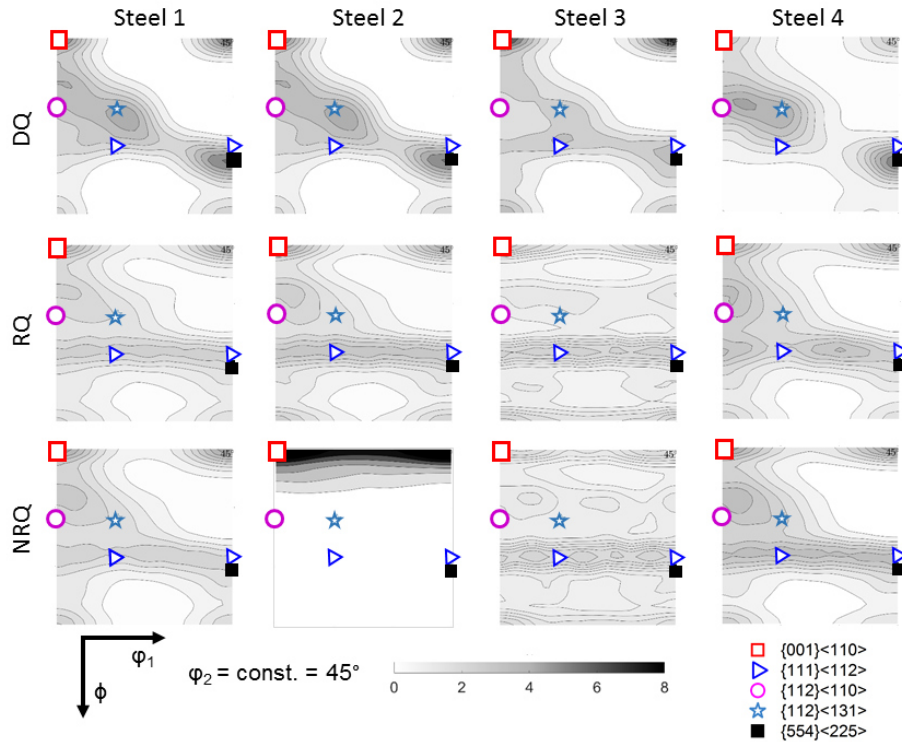 Steel 1 Steel 2 Steel 3 Steel 4
DQ
45° 45° 45° 45°
RQ
45° 45° 45° 45°
NRQ
45° 45° 45°
φ1
ϕ
φ2 = const. = 45°
0 2 4 6 8
{001}<110>
{111}<112>
{112}<110>
{112}<131>
{554}<225>